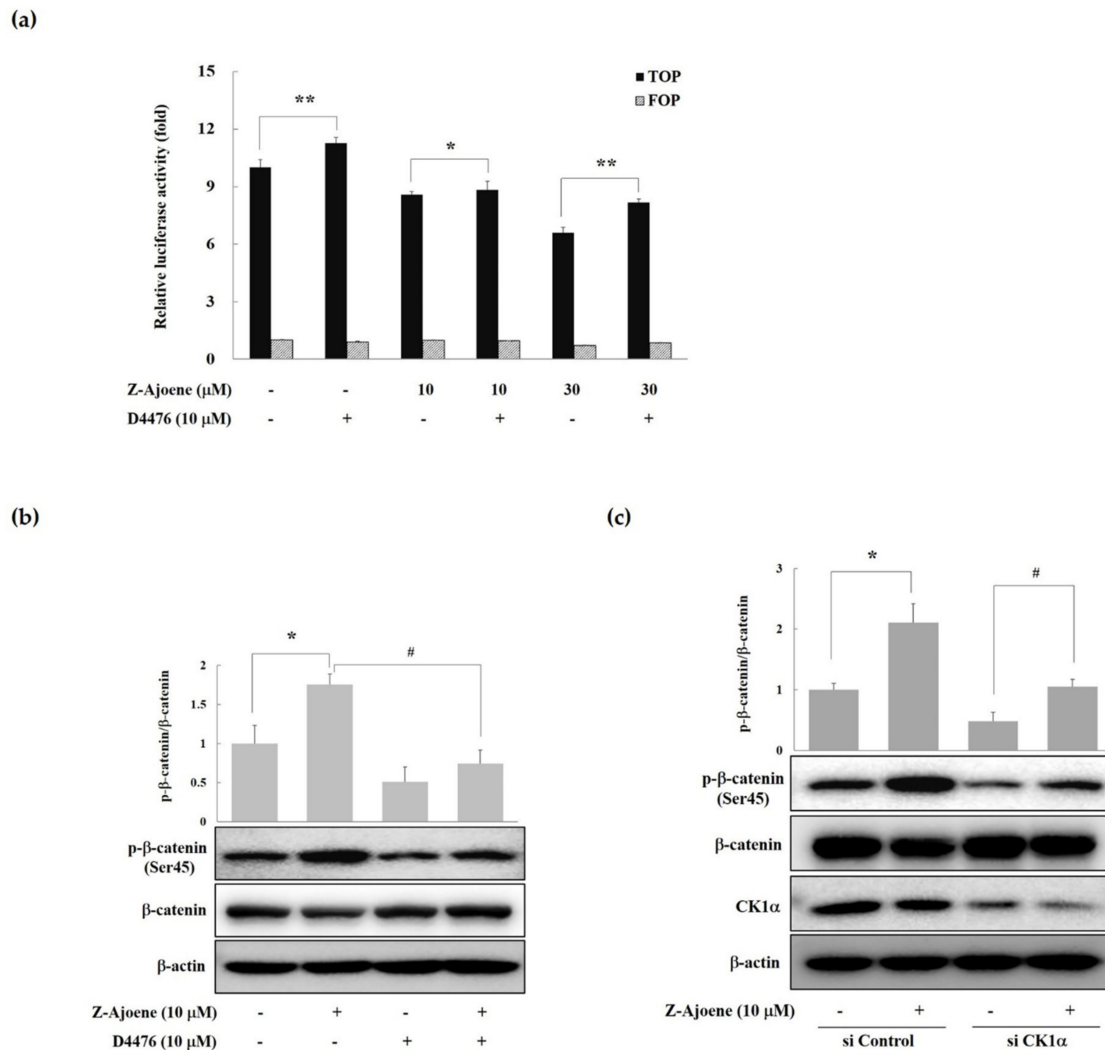 (a)
15
12
9
6
3
0
Relative luciferase activity (fold)
TOP
FOP
** * **
Z-Ajoene (μM) - - 10 10 30 30
D4476 (10 μM) - + - + - +
(b)
2
1.5
1
0.5
0
p-β-catenin/β-catenin
* #
p-β-catenin
(Ser45)
β-catenin
β-actin
Z-Ajoene (10 μM) - + - +
D4476 (10 μM) - - + +
(c)
3
2
1
0
p-β-catenin/β-catenin
* #
p-β-catenin
(Ser45)
β-catenin
CK1α
β-actin
Z-Ajoene (10 μM) - + - +
si Control si CK1α